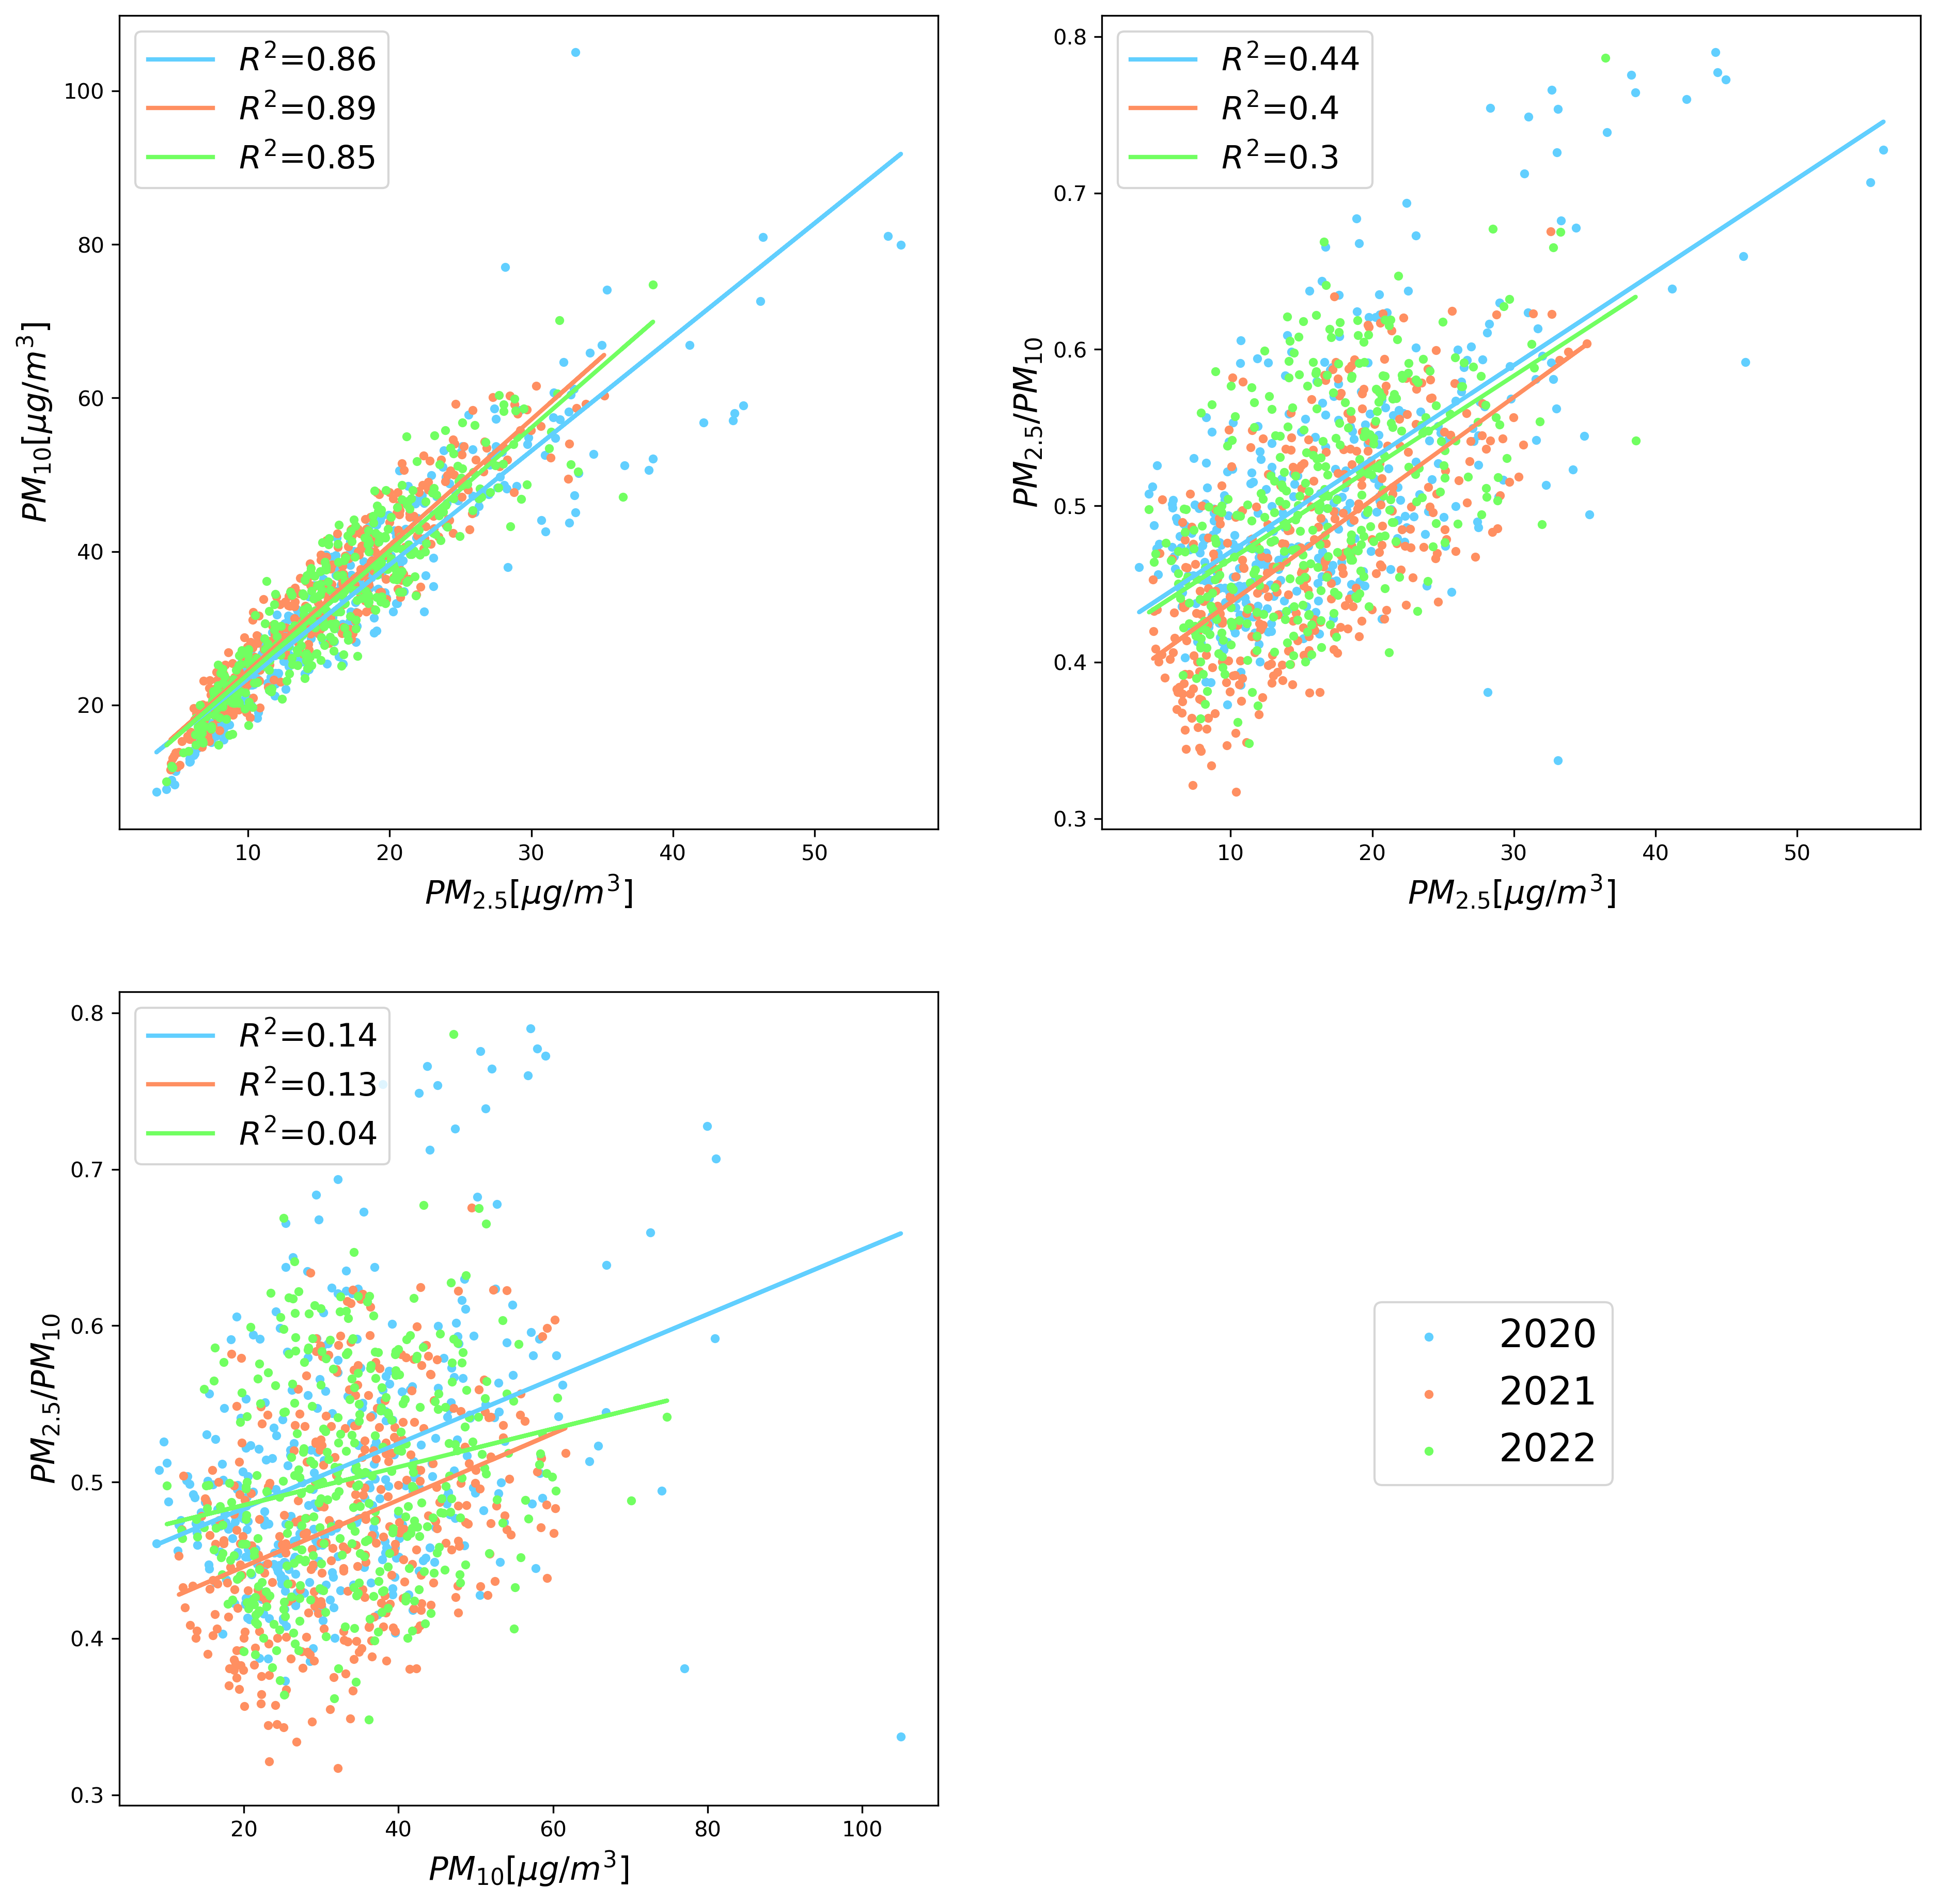 R²=0.86
R²=0.89
R²=0.85
100
80
60
40
20
PM₁₀[μg/m³]
10 20 30 40 50
PM₂.₅[μg/m³]
R²=0.44
R²=0.4
R²=0.3
0.8
0.7
0.6
0.5
0.4
0.3
PM₂.₅/PM₁₀
10 20 30 40 50
PM₂.₅[μg/m³]
R²=0.14
R²=0.13
R²=0.04
0.8
0.7
0.6
0.5
0.4
0.3
PM₂.₅/PM₁₀
20 40 60 80 100
PM₁₀[μg/m³]
2020
2021
2022